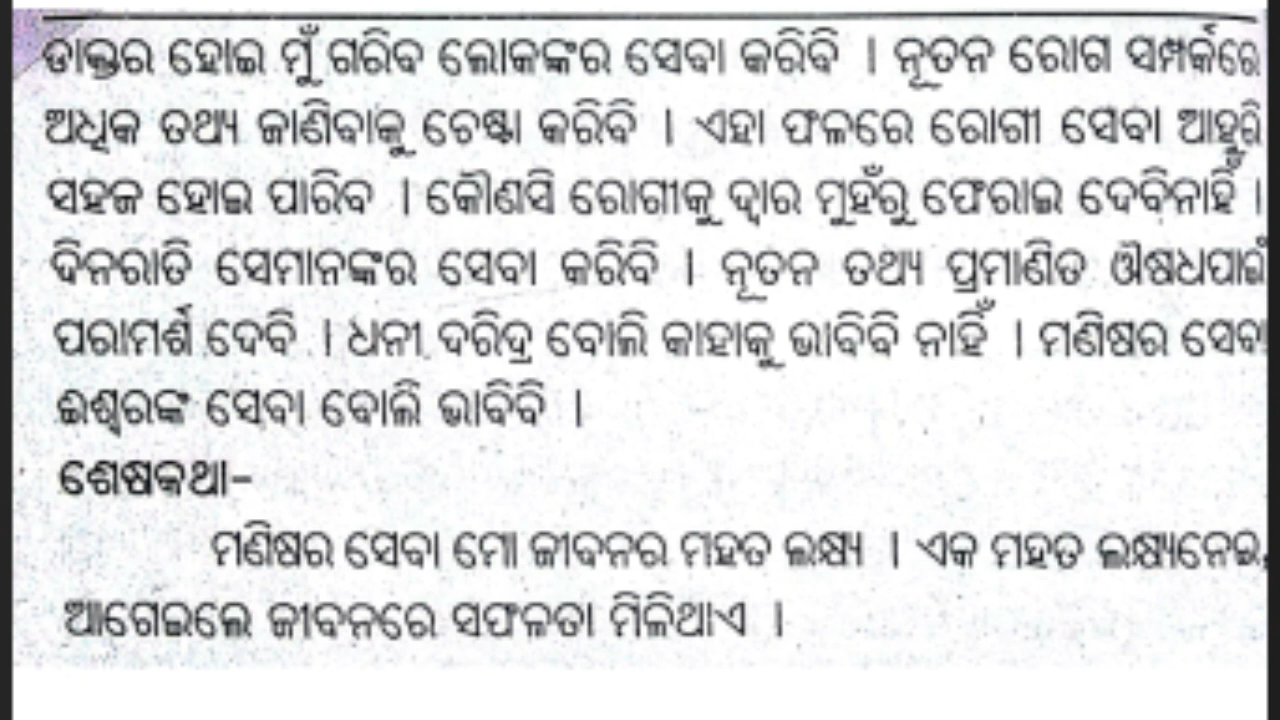 ଡାକ୍ତର ହୋଇ ମୁଁ ଗରିବ ଲୋକଙ୍କର ସେବା କରିବି । ନୂତନ ରୋଗ ସମ୍ପର୍କରେ
ଅଧିକ ତଥ୍ୟ ଜାଣିବାକୁ ଚେଷ୍ଟା କରିବି । ଏହା ଫଳରେ ରୋଗୀ ସେବା ଆହୁରି
ସହଜ ହୋଇ ପାରିବ । କୌଣସି ରୋଗୀକୁ ଦ୍ୱାର ମୁହଁରୁ ଫେରାଇ ଦେବିନାହିଁ ।
ଦିନରାତି ସେମାନଙ୍କର ସେବା କରିବି । ନୂତନ ତଥ୍ୟ ପ୍ରମାଣିତ ଔଷଧପାଇଁ
ପରାମର୍ଶ ଦେବି । ଧନୀ ଦରିଦ୍ର ବୋଲି କାହାକୁ ଭାବିବି ନାହିଁ । ମଣିଷର ସେବା
ଈଶ୍ୱରଙ୍କ ସେବା ବୋଲି ଭାବିବି ।
ଶେଷକଥା-
ମଣିଷର ସେବା ମୋ ଜୀବନର ମହତ ଲକ୍ଷ୍ୟ । ଏକ ମହତ ଲକ୍ଷ୍ୟନେଇ
ଆଗେଇଲେ ଜୀବନରେ ସଫଳତା ମିଳିଥାଏ ।